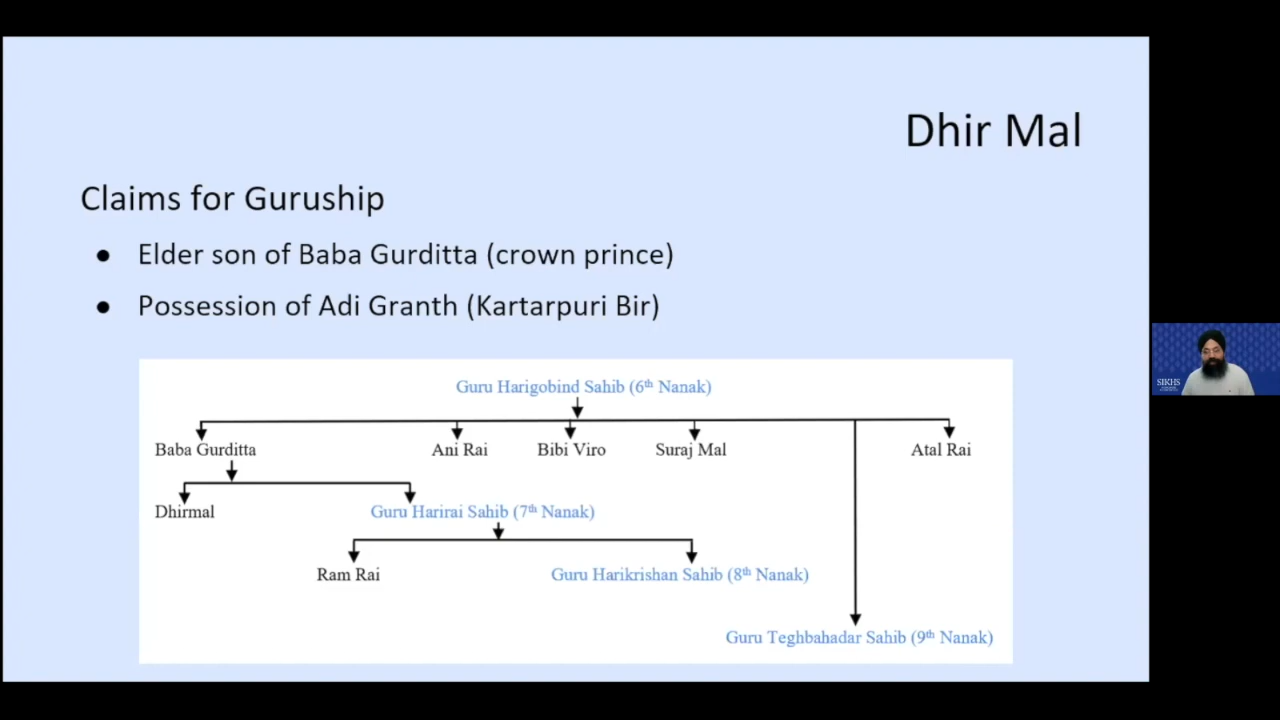 Dhir Mal
Claims for Guruship
● Elder son of Baba Gurditta (crown prince)
● Possession of Adi Granth (Kartarpuri Bir)
Guru Harigobind Sahib (6th Nanak)
Baba Gurditta Ani Rai Bibi Viro Suraj Mal Atal Rai
Dhirmal Guru Harirai Sahib (7th Nanak)
Ram Rai Guru Harikrishan Sahib (8th Nanak)
Guru Teghbahadar Sahib (9th Nanak)
SIKHS